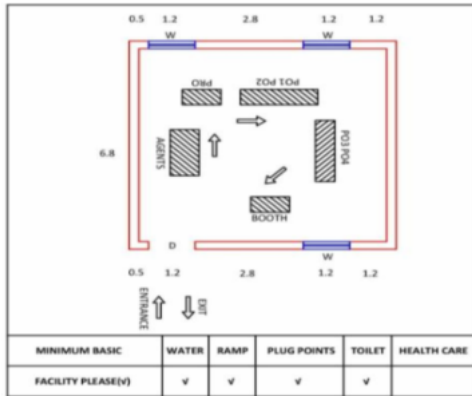 0.5 1.2 2.8 1.2 1.2
W W
PRO PO1 PO2
AGENTS
PO3 PO4
6.8
BOOTH
D W
0.5 1.2 2.8 1.2 1.2
ENTRANCE EXIT
MINIMUM BASIC WATER RAMP PLUG POINTS TOILET HEALTH CARE
FACILITY PLEASE(√) √ √ √ √